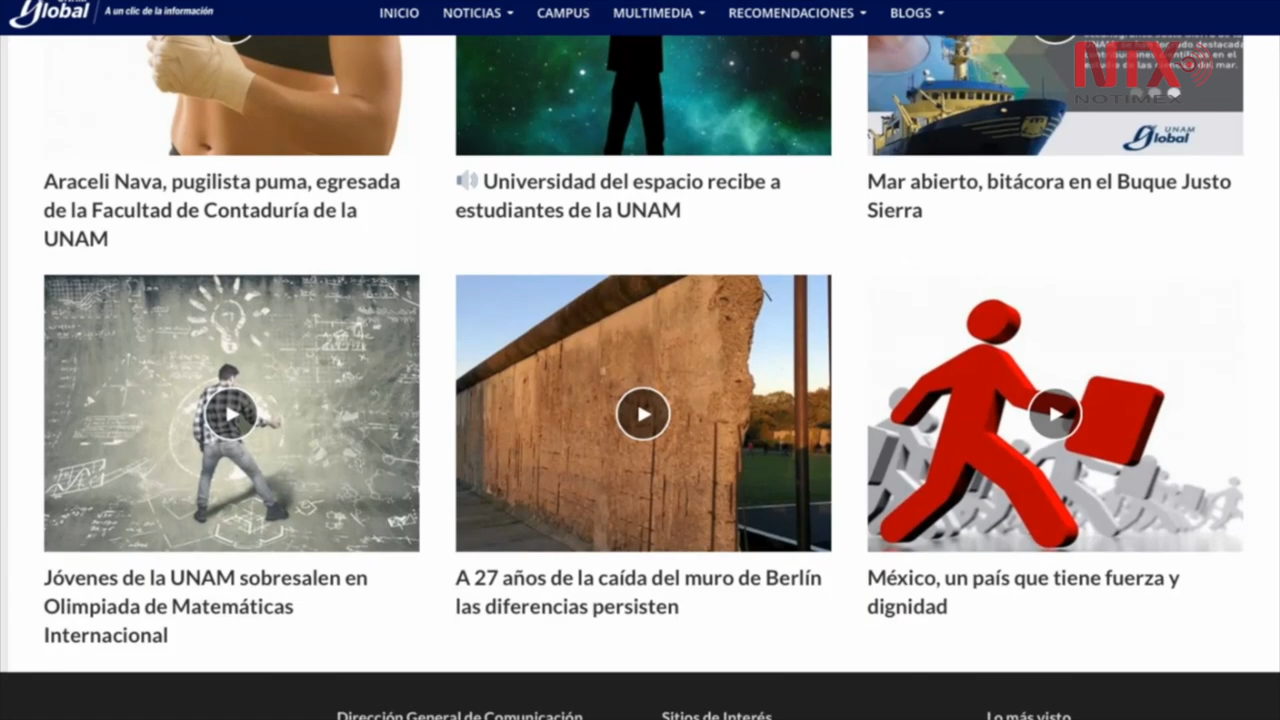 UNAM
Global
A un clic de la información
INICIO
NOTICIAS
CAMPUS
MULTIMEDIA
RECOMENDACIONES
BLOGS
NTX
NOTIMEX
UNAM
Global
Araceli Nava, pugilista puma, egresada
de la Facultad de Contaduría de la
UNAM
Universidad del espacio recibe a
estudiantes de la UNAM
Mar abierto, bitácora en el Buque Justo
Sierra
Jóvenes de la UNAM sobresalen en
Olimpiada de Matemáticas
Internacional
A 27 años de la caída del muro de Berlín
las diferencias persisten
México, un país que tiene fuerza y
dignidad
Dirección General de Comunicación
Sitios de Interés
Lo más visto